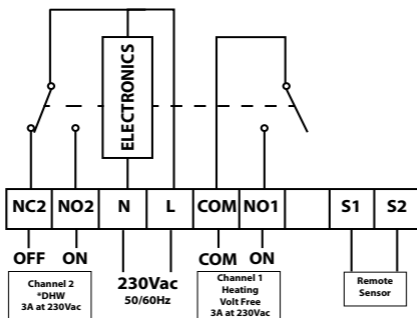 ELECTRONICS
NC2 NO2 N L COM NO1 S1 S2
OFF ON COM ON
230Vac
50/60Hz
Channel 2
*DHW
3A at 230Vac
Channel 1
Heating
Volt Free
3A at 230Vac
Remote
Sensor